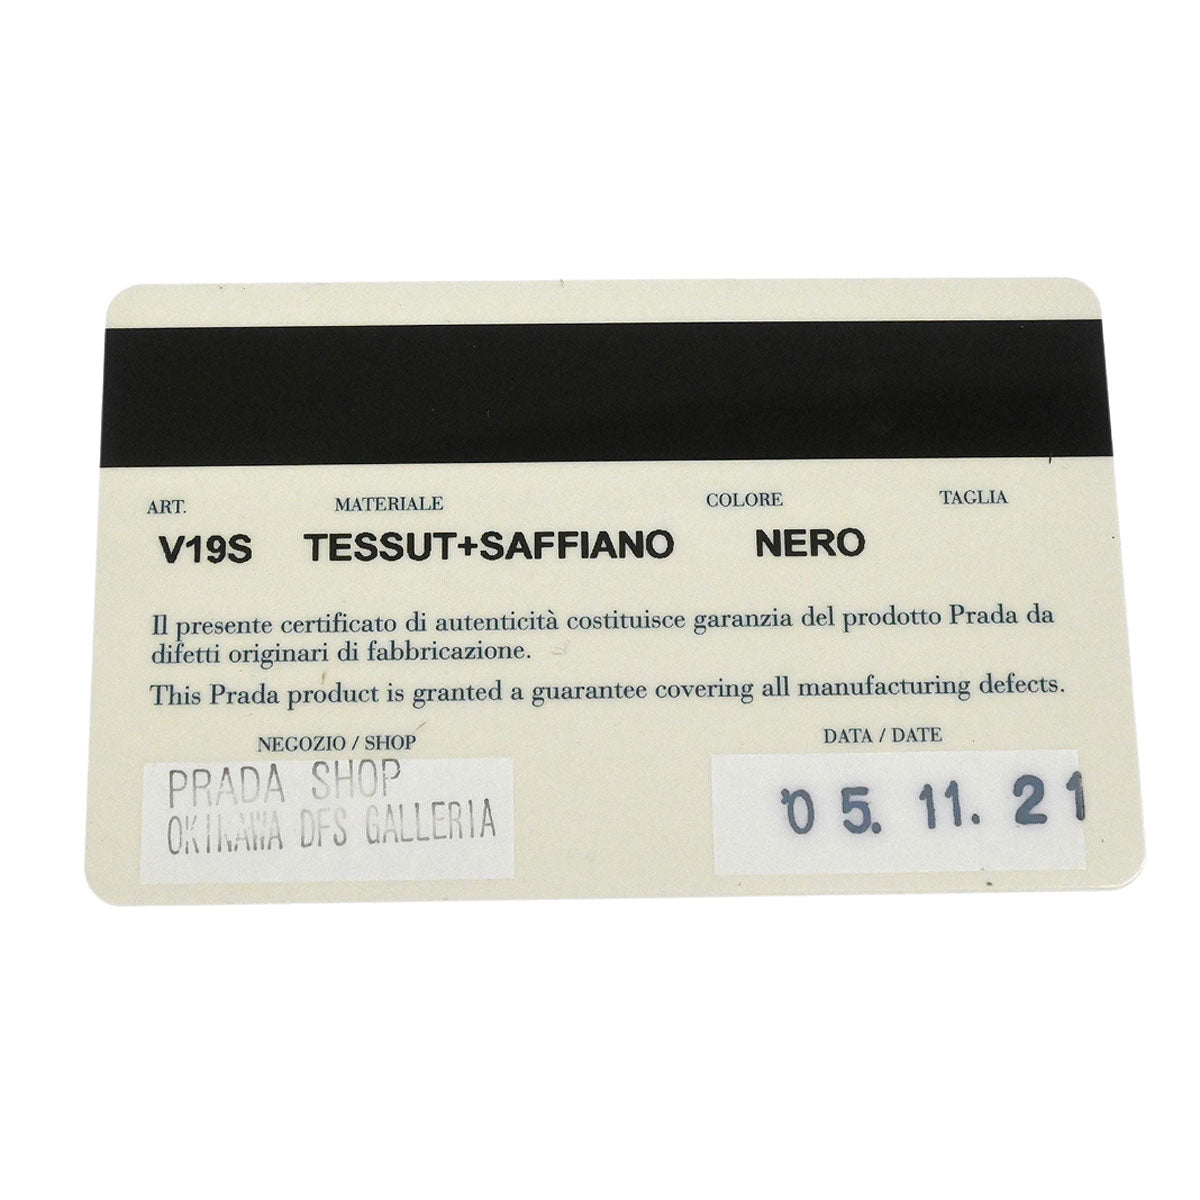 ART. MATERIALE COLORE TAGLIA
V19S TESSUT+SAFFIANO NERO
Il presente certificato di autenticità costituisce garanzia del prodotto Prada da
difetti originari di fabbricazione.
This Prada product is granted a guarantee covering all manufacturing defects.
NEGOZIO / SHOP DATA / DATE
PRADA SHOP
OKINAWA DFS GALLERIA
'05. 11. 21